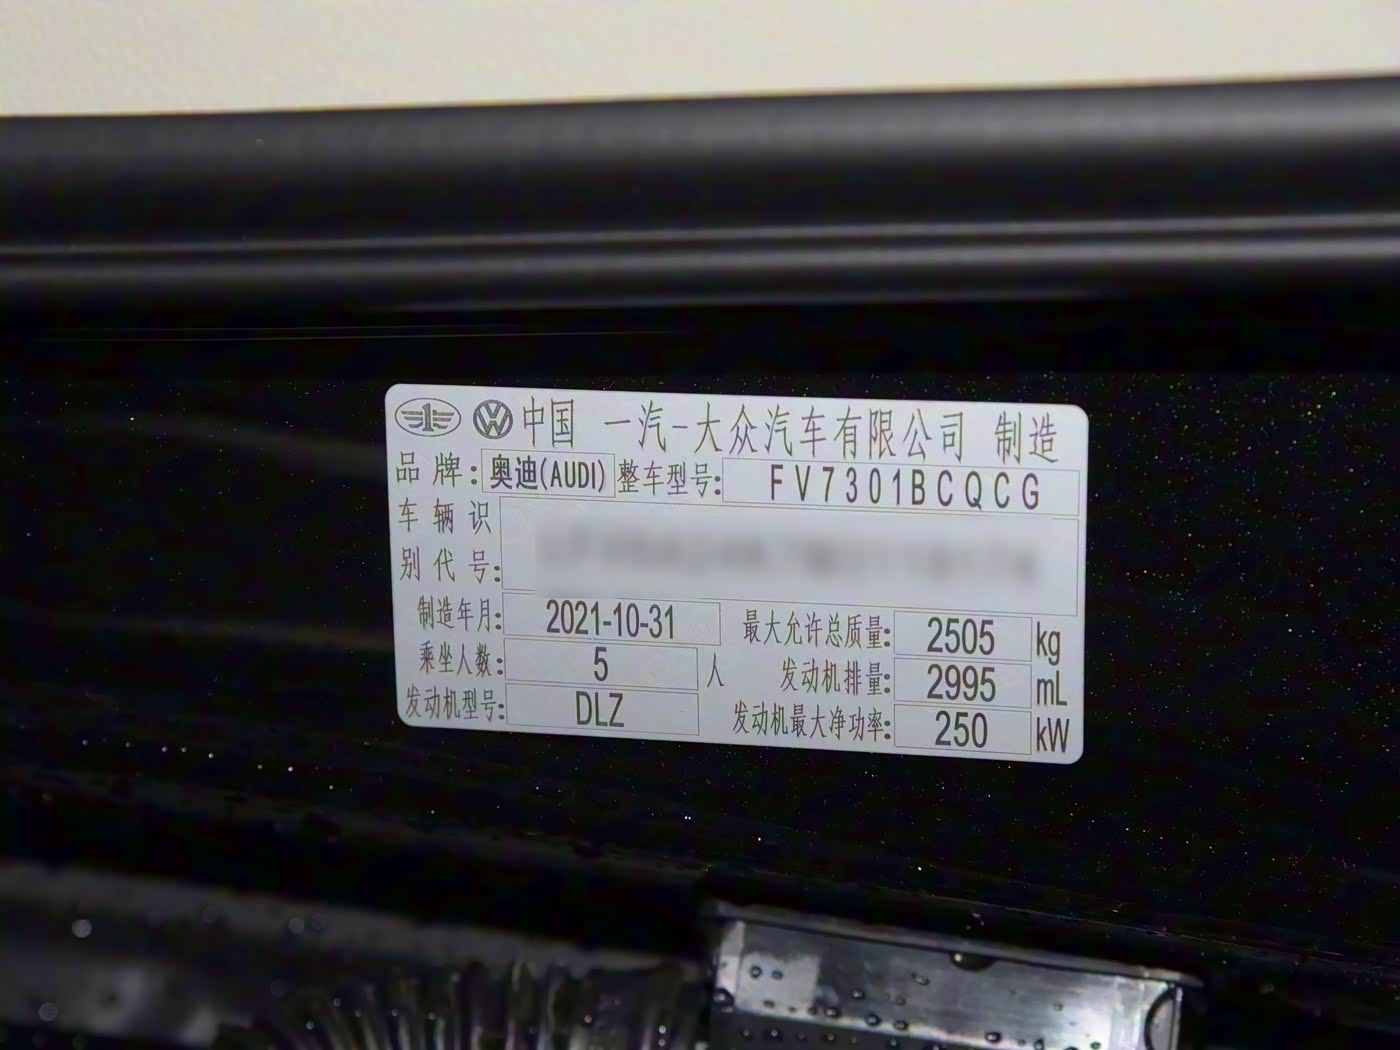 中国 一汽-大众汽车有限公司 制造
品牌: 奥迪(AUDI) 整车型号: FV7301BCQCG
车辆识
别代号:
制造年月: 2021-10-31 最大允许总质量: 2505 kg
乘坐人数: 5 人 发动机排量: 2995 mL
发动机型号: DLZ 发动机最大净功率: 250 kW